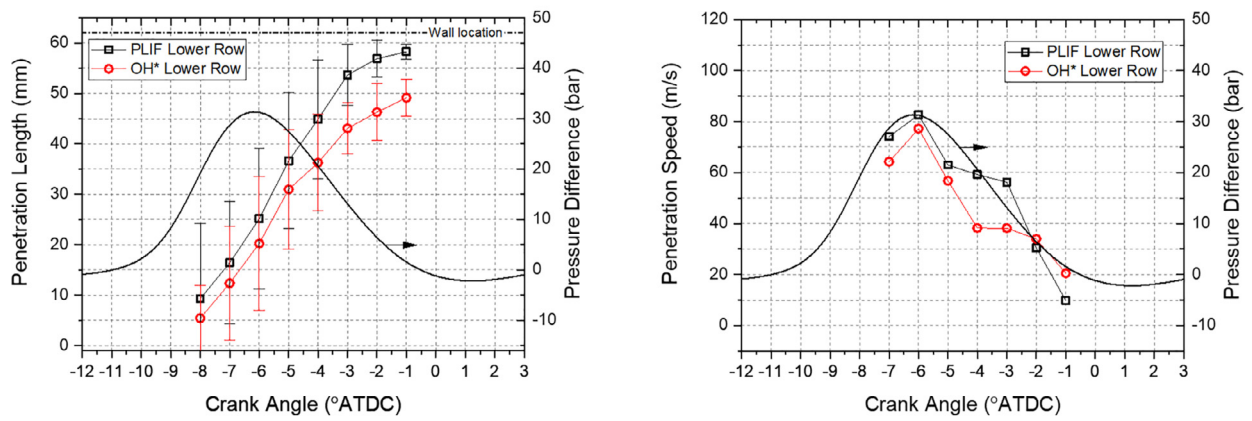 Wall location
PLIF Lower Row
OH* Lower Row
Penetration Length (mm)
60
50
40
30
20
10
0
Pressure Difference (bar)
50
40
30
20
10
0
-10
-12 -11 -10 -9 -8 -7 -6 -5 -4 -3 -2 -1 0 1 2 3
Crank Angle (°ATDC)
PLIF Lower Row
OH* Lower Row
Penetration Speed (m/s)
120
100
80
60
40
20
0
Pressure Difference (bar)
50
40
30
20
10
0
-10
-12 -11 -10 -9 -8 -7 -6 -5 -4 -3 -2 -1 0 1 2 3
Crank Angle (°ATDC)